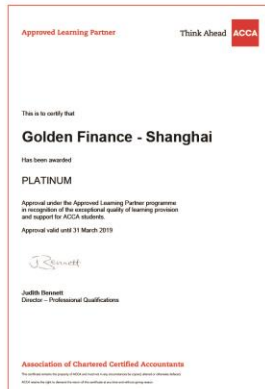 Approved Learning Partner
Think Ahead ACCA
This is to certify that
Golden Finance - Shanghai
Has been awarded
PLATINUM
Approval under the Approved Learning Partner programme
in recognition of the exceptional quality of learning provision
and support for ACCA students.
Approval valid until 31 March 2019
J Bennett
Judith Bennett
Director – Professional Qualifications
Association of Chartered Certified Accountants